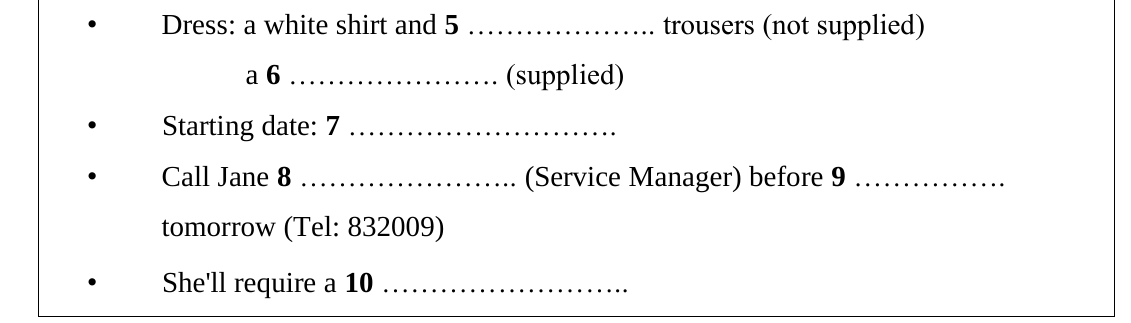 • Dress: a white shirt and 5 ……………….. trousers (not supplied)
a 6 …………………. (supplied)
• Starting date: 7 ……………………….
• Call Jane 8 ………………….. (Service Manager) before 9 …………….
tomorrow (Tel: 832009)
• She'll require a 10 ……………………..